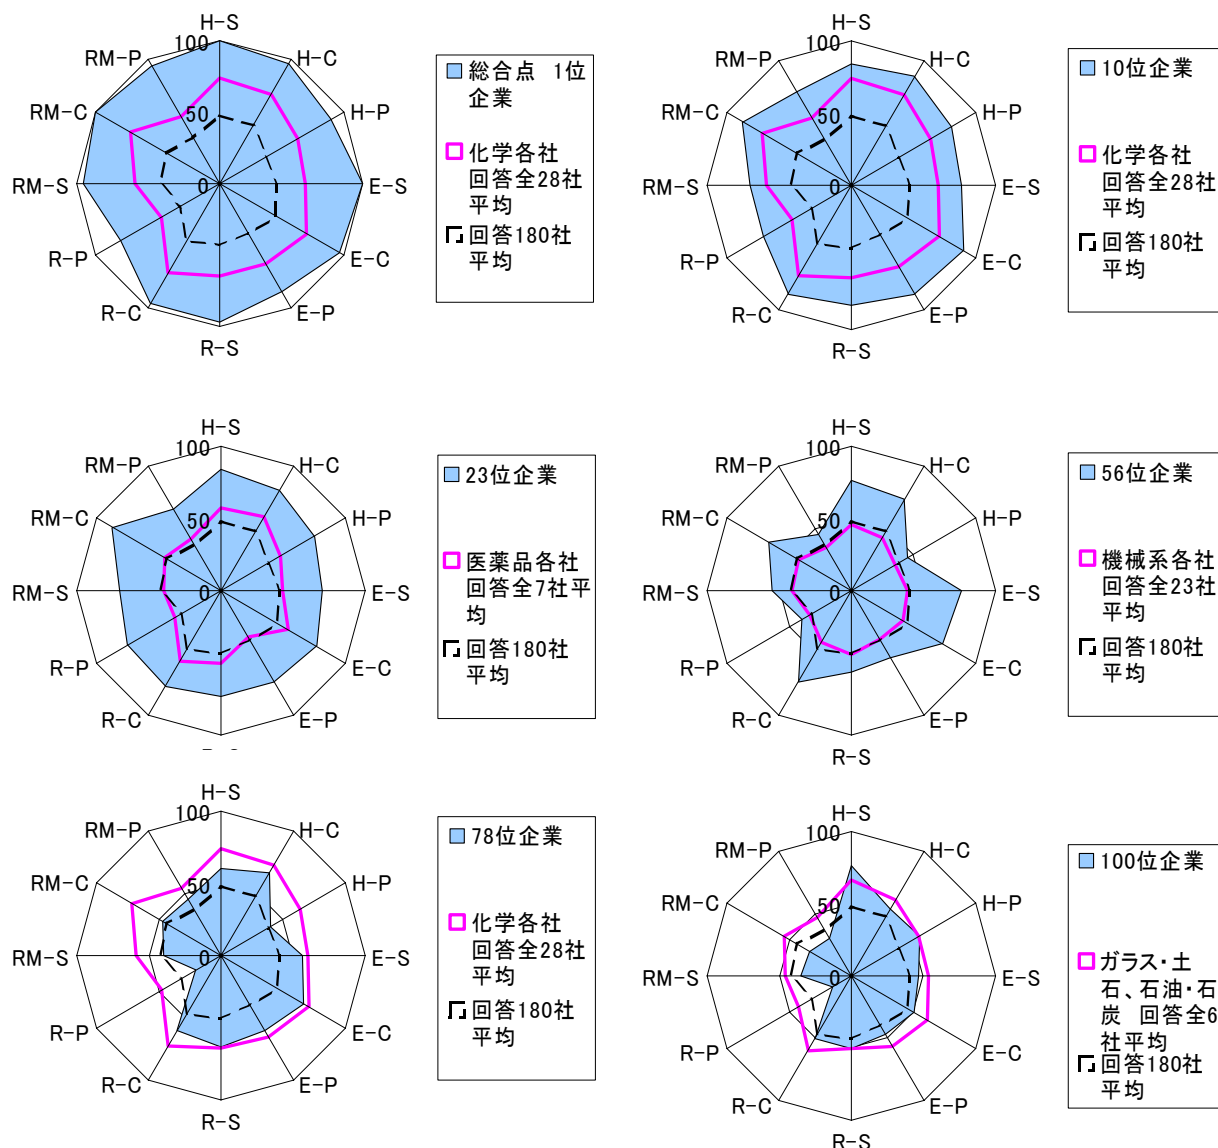 H-S
100
H-C
RM-P
H-P
RM-C
50
RM-S
0
E-S
R-P
E-C
R-C
E-P
R-S
総合点 1位
企業
化学各社
回答全28社
平均
回答180社
平均
H-S
100
H-C
RM-P
H-P
RM-C
50
RM-S
0
E-S
R-P
E-C
R-C
E-P
R-S
10位企業
化学各社
回答全28社
平均
回答180社
平均
H-S
100
H-C
RM-P
H-P
RM-C
50
RM-S
0
E-S
R-P
E-C
R-C
E-P
23位企業
医薬品各社
回答全7社平
均
回答180社
平均
H-S
100
H-C
RM-P
H-P
RM-C
50
RM-S
0
E-S
R-P
E-C
R-C
E-P
R-S
56位企業
機械系各社
回答全23社
平均
回答180社
平均
H-S
100
H-C
RM-P
H-P
RM-C
50
RM-S
0
E-S
R-P
E-C
R-C
E-P
R-S
78位企業
化学各社
回答全28社
平均
回答180社
平均
H-S
100
H-C
RM-P
H-P
RM-C
50
RM-S
0
E-S
R-P
E-C
R-C
E-P
R-S
100位企業
ガラス・土
石、石油・石
炭 回答全6
社平均
回答180社
平均